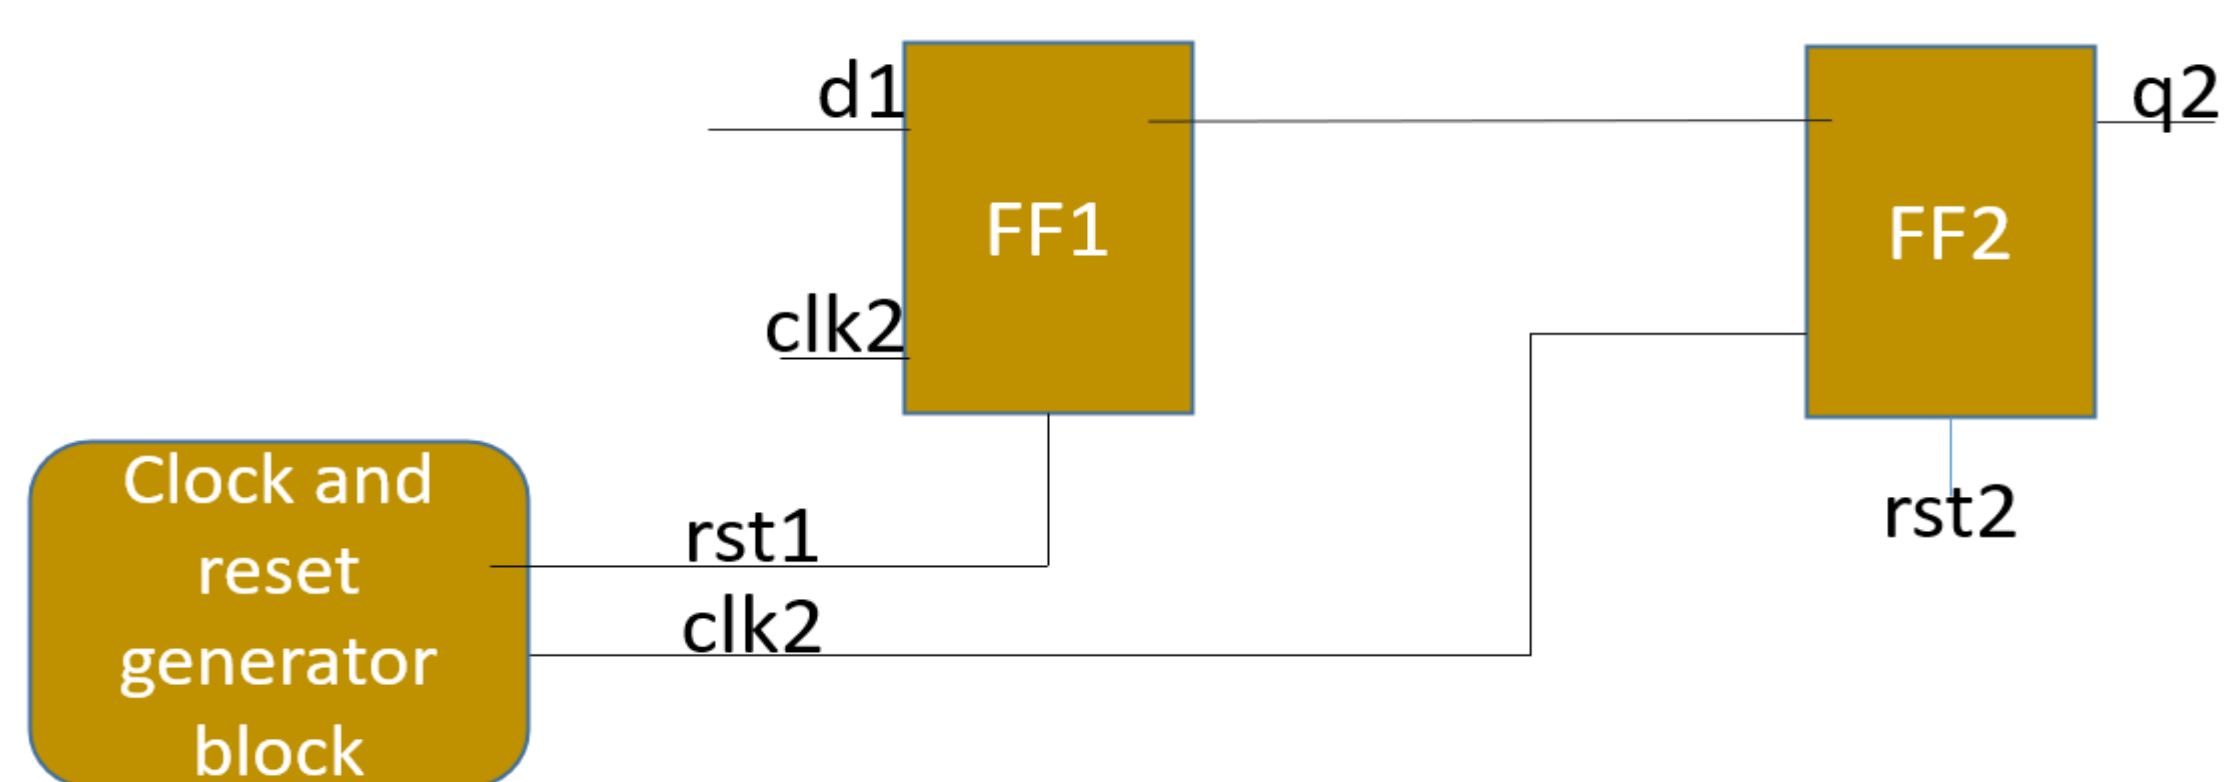 d1
q2
FF1
FF2
clk2
Clock and
reset
generator
block
rst1
clk2
rst2